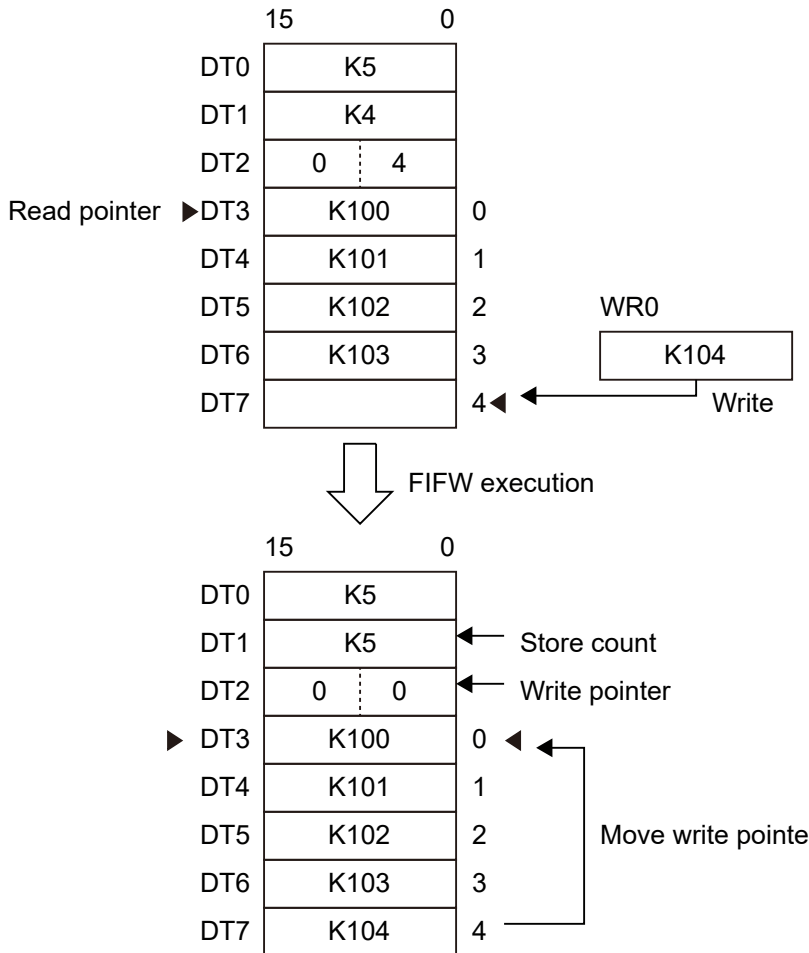 15 0
DT0 K5
DT1 K4
DT2 0 4
Read pointer DT3 K100 0
DT4 K101 1
DT5 K102 2 WR0
DT6 K103 3 K104
DT7 4 Write
FIFW execution
15 0
DT0 K5
DT1 K5 Store count
DT2 0 0 Write pointer
DT3 K100 0
DT4 K101 1
DT5 K102 2 Move write pointe
DT6 K103 3
DT7 K104 4